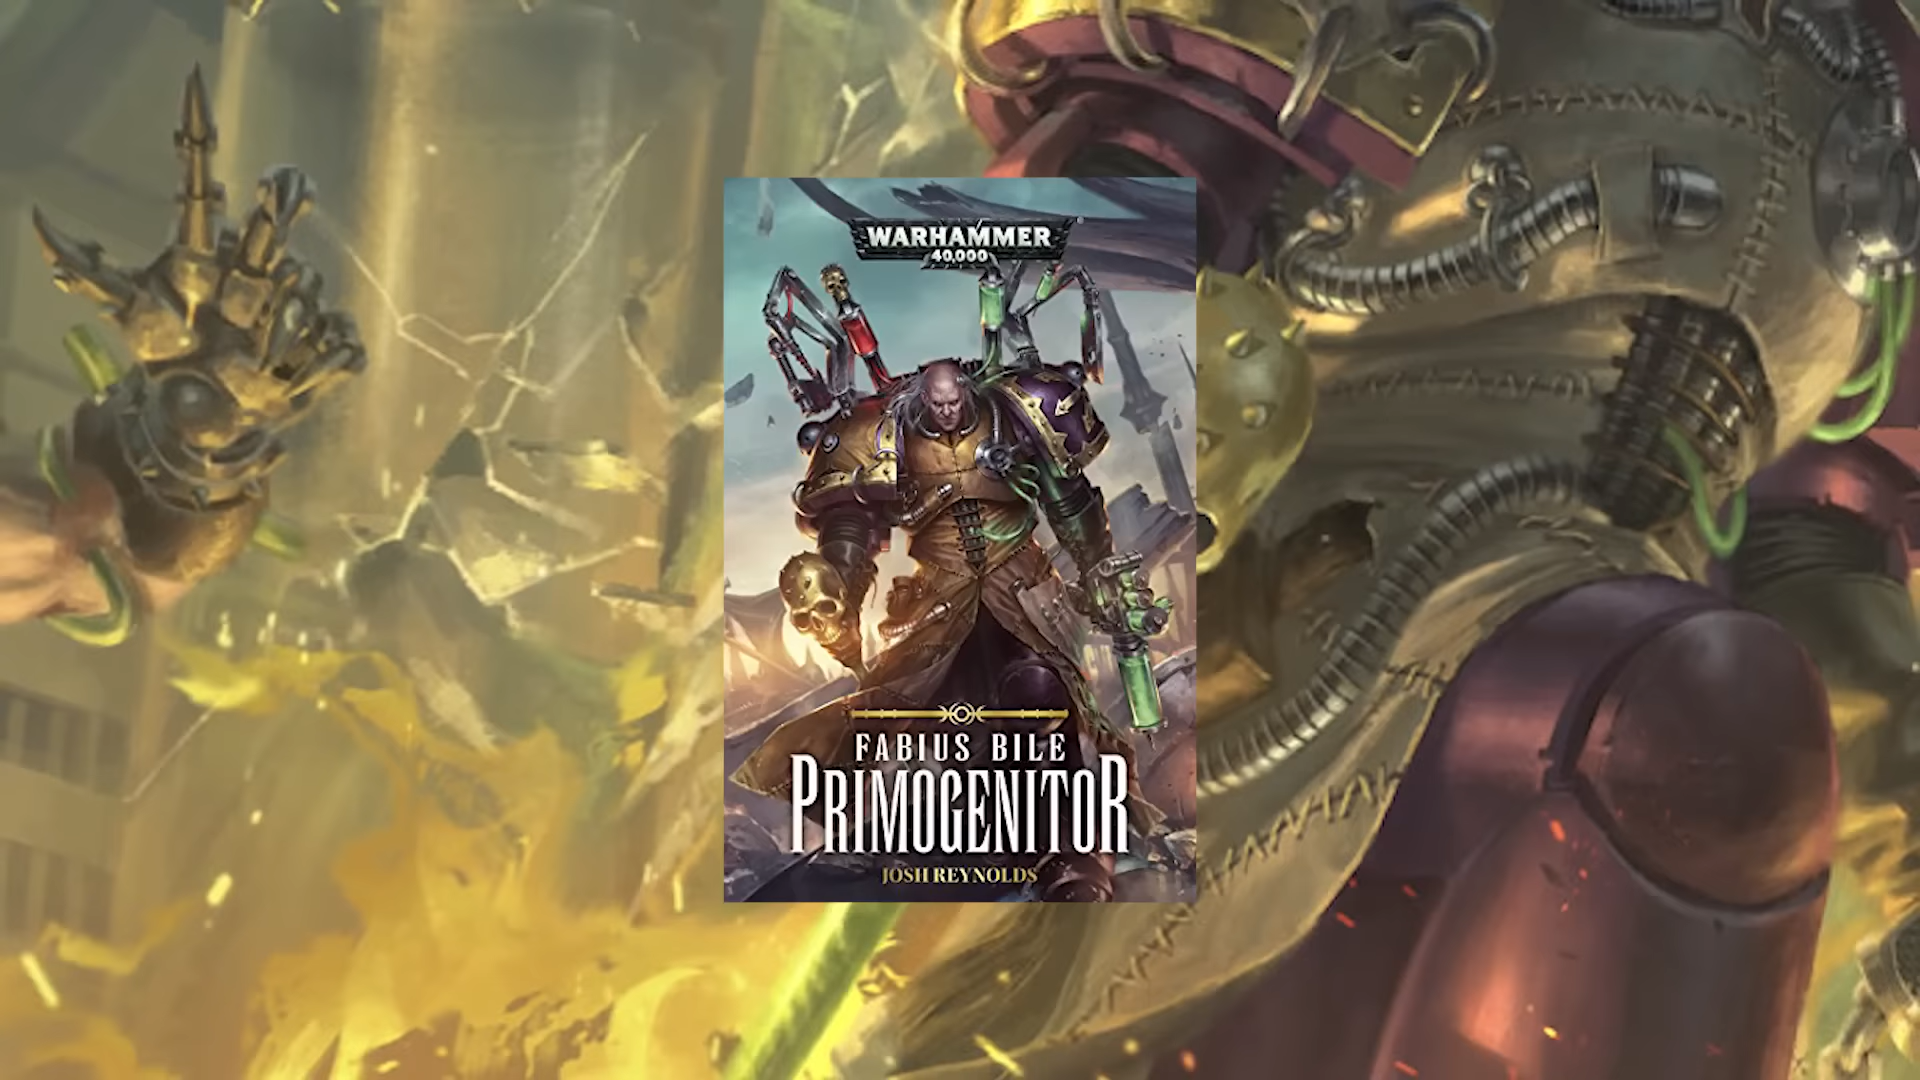 WARHAMMER
40,000
FABIUS BILE
PRIMOGENITOR
JOSH REYNOLDS